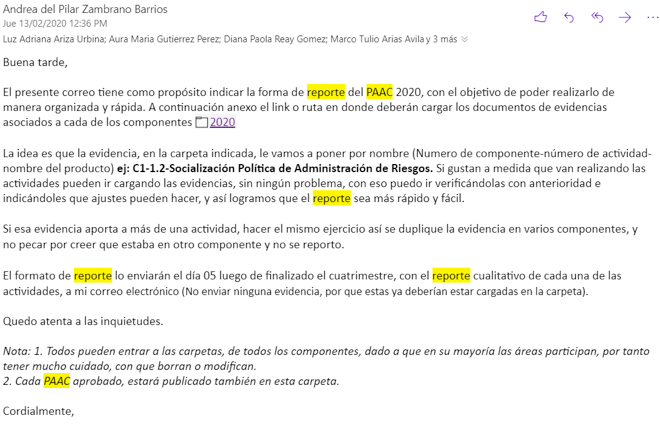 Andrea del Pilar Zambrano Barrios
Jue 13/02/2020 12:36 PM
Luz Adriana Ariza Urbina; Aura Maria Gutierrez Perez; Diana Paola Reay Gomez; Marco Tulio Arias Avila y 3 más
Buena tarde,
El presente correo tiene como propósito indicar la forma de reporte del PAAC 2020, con el objetivo de poder realizarlo de
manera organizada y rápida. A continuación anexo el link o ruta en donde deberán cargar los documentos de evidencias
asociados a cada de los componentes 2020
La idea es que la evidencia, en la carpeta indicada, le vamos a poner por nombre (Numero de componente-número de actividad-
nombre del producto) ej: C1-1.2-Socialización Política de Administración de Riesgos. Si gustan a medida que van realizando las
actividades pueden ir cargando las evidencias, sin ningún problema, con eso puedo ir verificándolas con anterioridad e
indicándoles que ajustes pueden hacer, y así logramos que el reporte sea más rápido y fácil.
Si esa evidencia aporta a más de una actividad, hacer el mismo ejercicio así se duplique la evidencia en varios componentes, y
no pecar por creer que estaba en otro componente y no se reporto.
El formato de reporte lo enviarán el día 05 luego de finalizado el cuatrimestre, con el reporte cualitativo de cada una de las
actividades, a mi correo electrónico (No enviar ninguna evidencia, por que estas ya deberían estar cargadas en la carpeta).
Quedo atenta a las inquietudes.
Nota: 1. Todos pueden entrar a las carpetas, de todos los componentes, dado a que en su mayoría las áreas participan, por tanto
tener mucho cuidado, con que borran o modifican.
2. Cada PAAC aprobado, estará publicado también en esta carpeta.
Cordialmente,